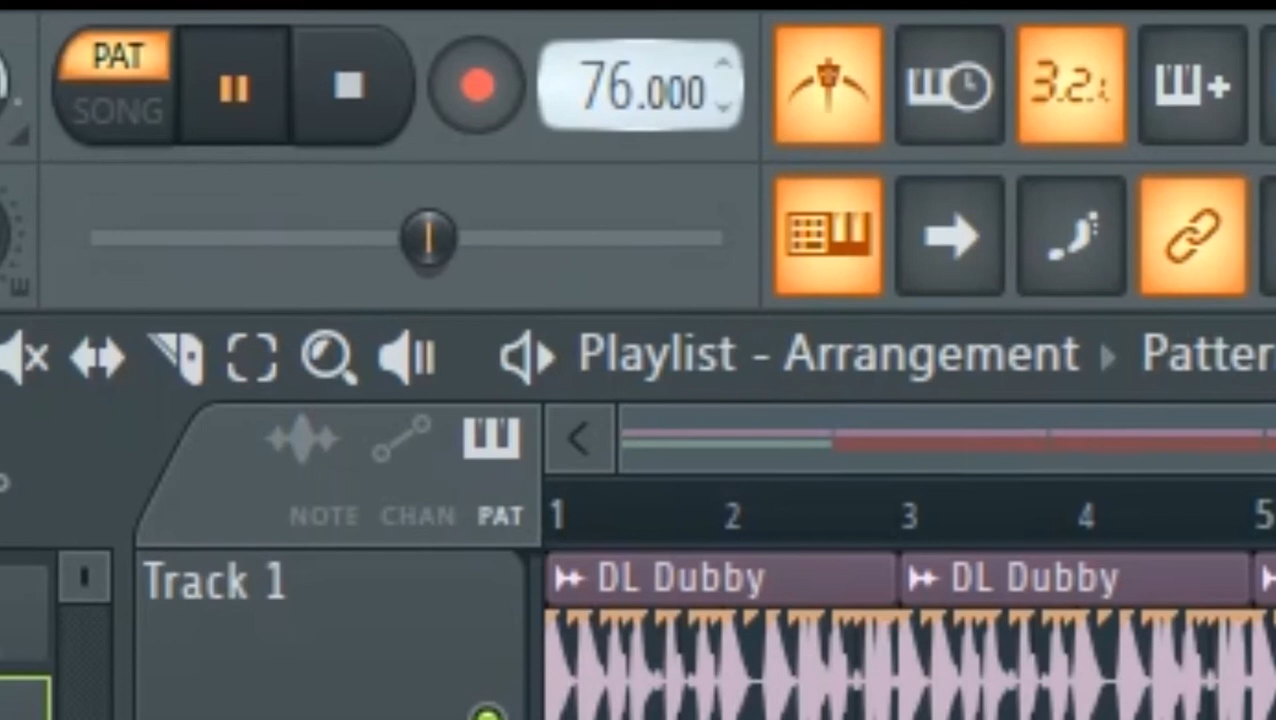 PAT
SONG
76.000
3.2:
E
Playlist - Arrangement Patter
NOTE CHAN PAT
1 2 3 4 5
Track 1
DL Dubby DL Dubby